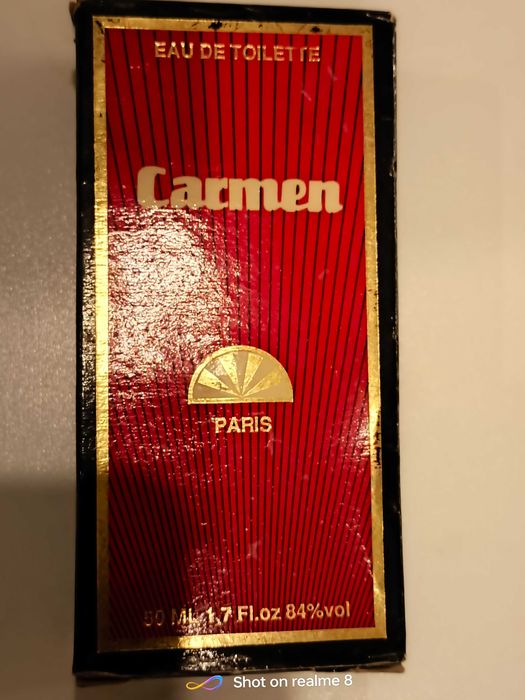 EAU DE TOILETTE
Carmen
PARIS
50 ML 1.7 Fl.oz 84%vol
Shot on realme 8